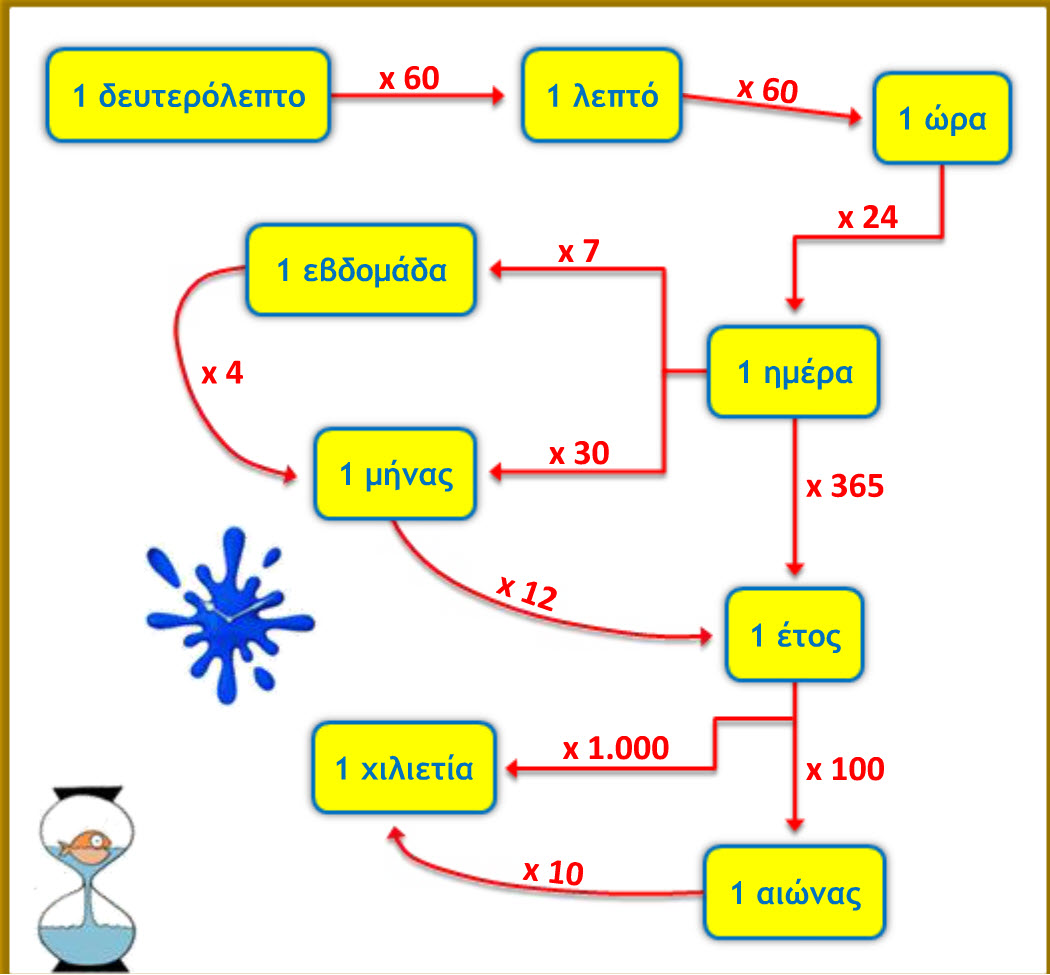 1 δευτερόλεπτο
x 60
1 λεπτό
x 60
1 ώρα
x 24
1 εβδομάδα
x 7
1 ημέρα
x 4
x 30
1 μήνας
x 365
x 12
1 έτος
1 χιλιετία
x 1.000
x 100
x 10
1 αιώνας